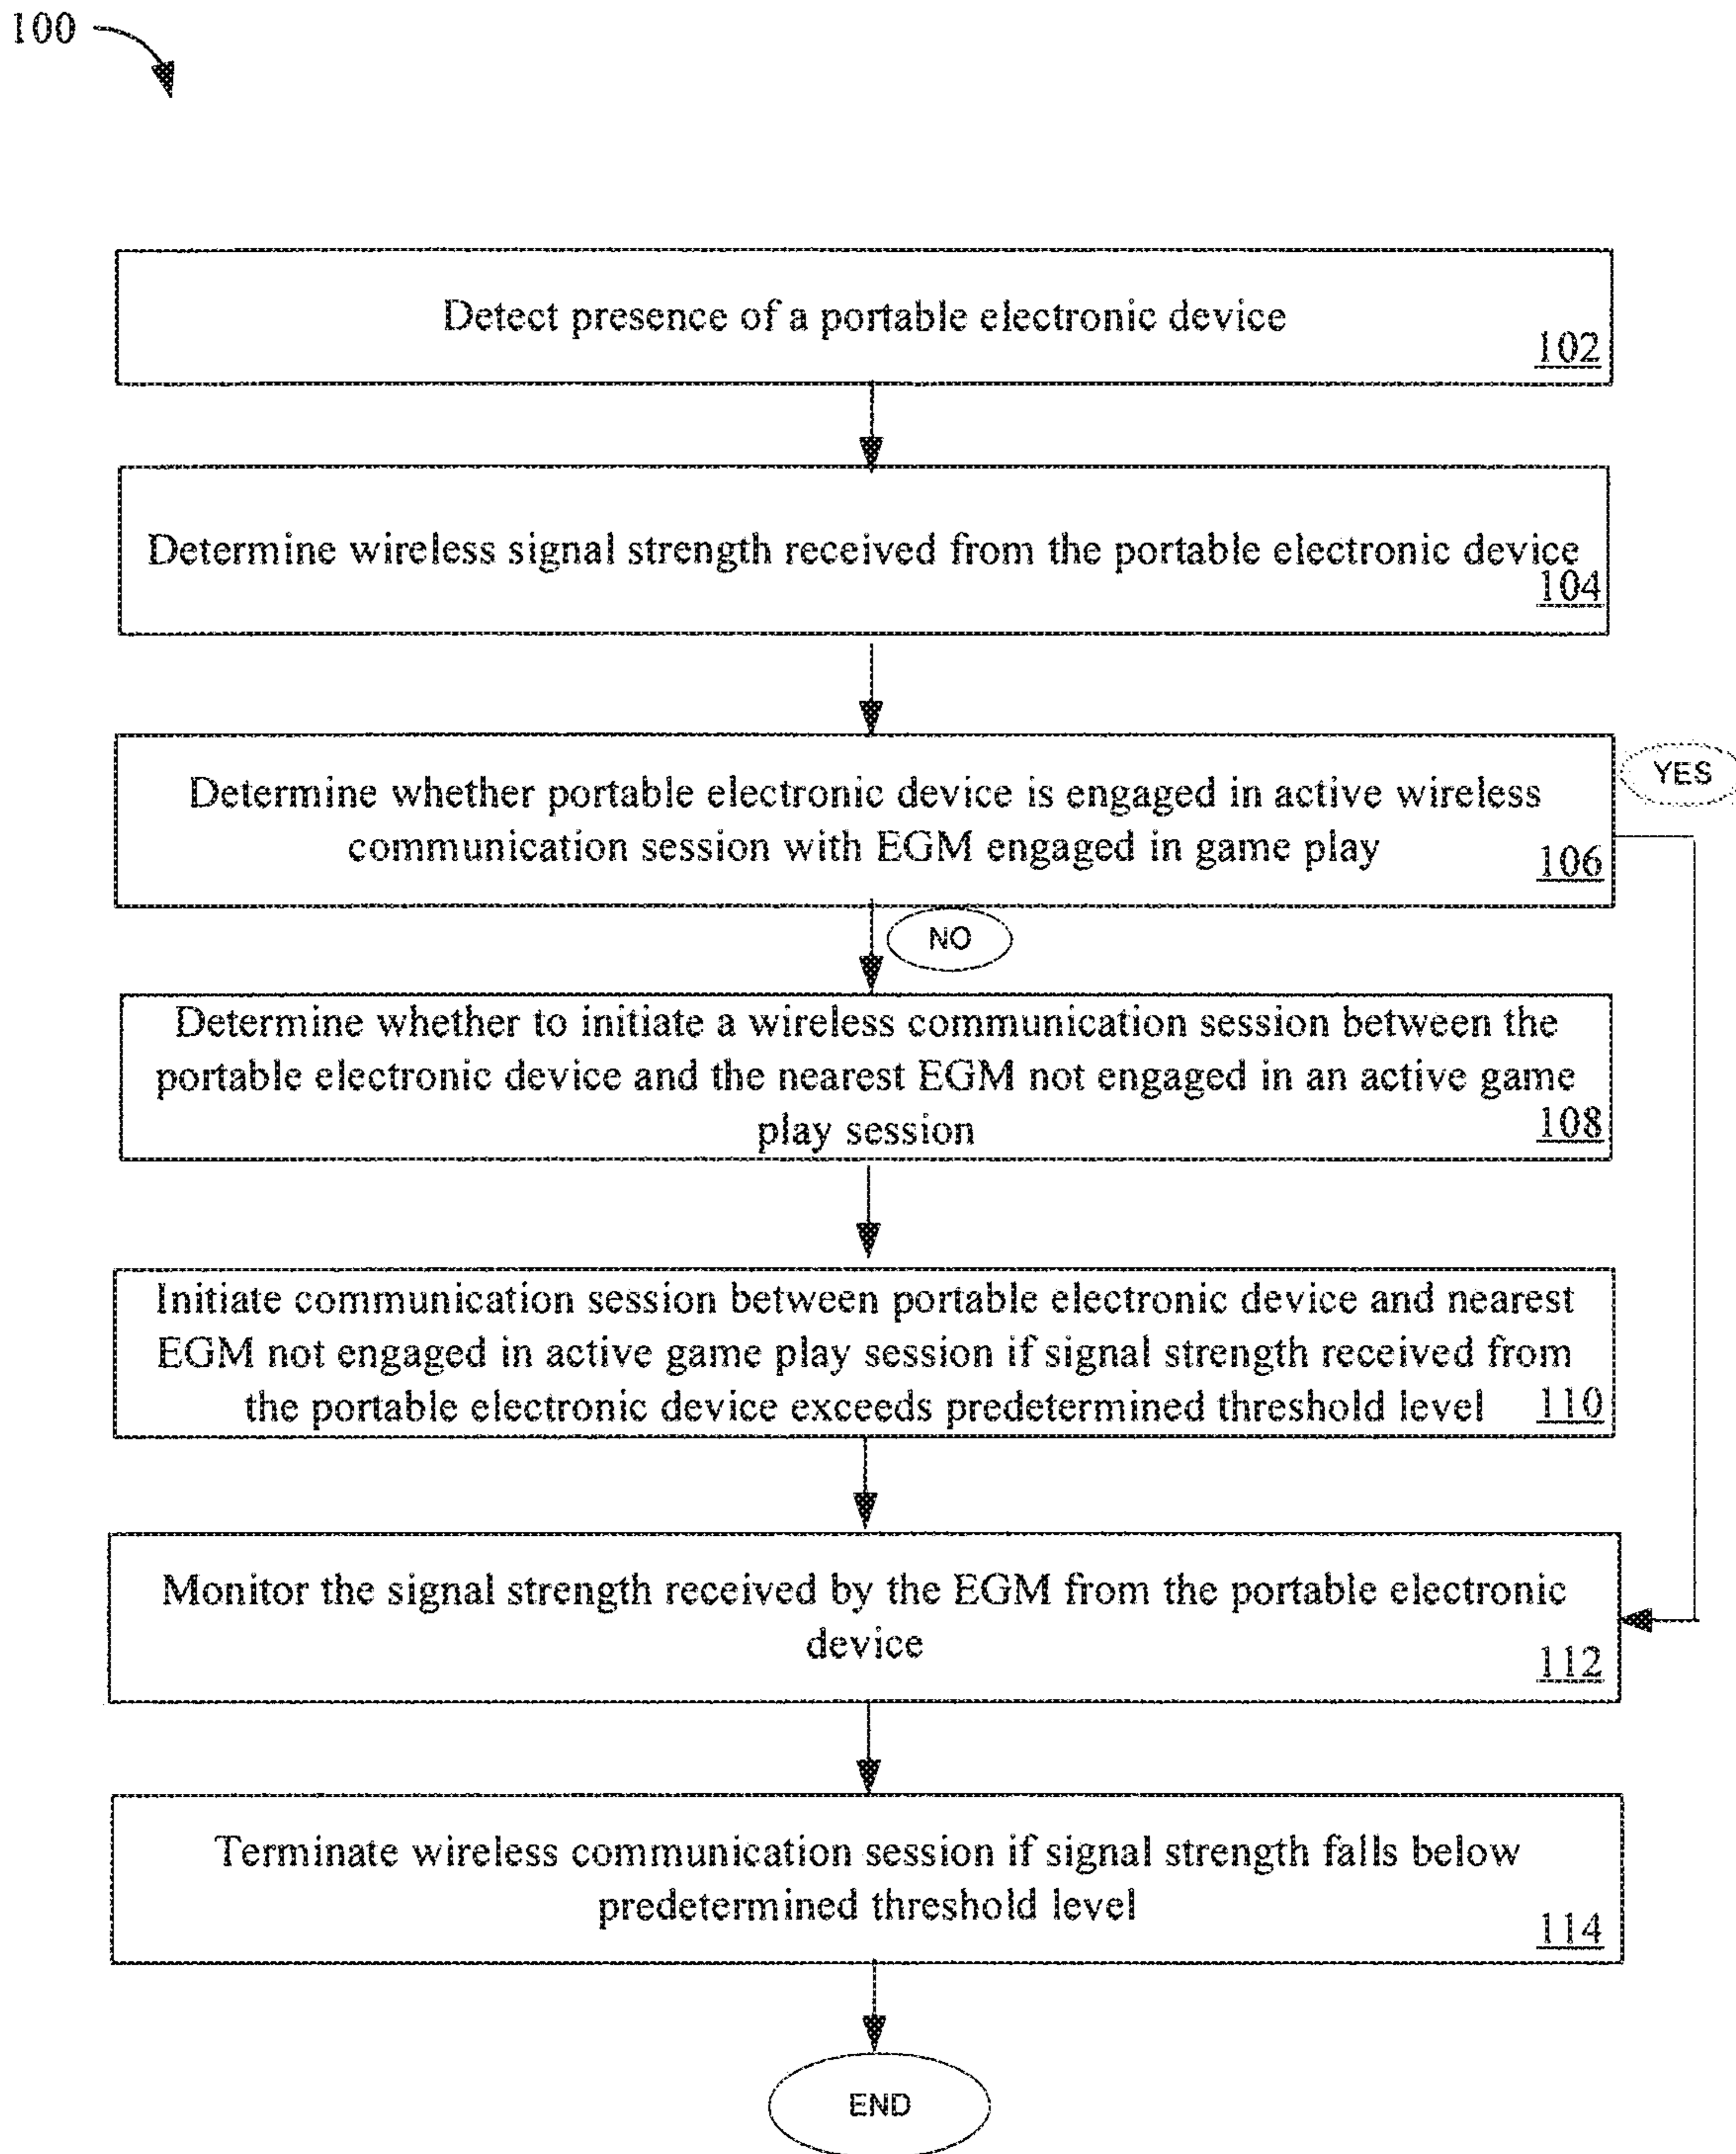 100
Detect presence of a portable electronic device
102
Determine wireless signal strength received from the portable electronic device
104
Determine whether portable electronic device is engaged in active wireless
communication session with EGM engaged in game play
106
YES
NO
Determine whether to initiate a wireless communication session between the
portable electronic device and the nearest EGM not engaged in an active game
play session
108
Initiate communication session between portable electronic device and nearest
EGM not engaged in active game play session if signal strength received from
the portable electronic device exceeds predetermined threshold level
110
Monitor the signal strength received by the EGM from the portable electronic
device
112
Terminate wireless communication session if signal strength falls below
predetermined threshold level
114
END